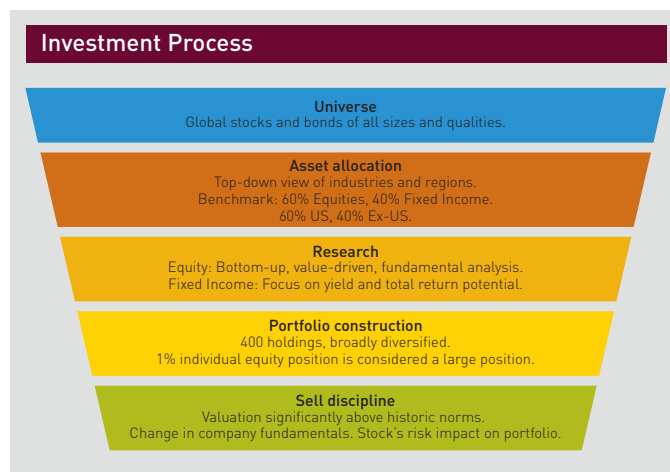 Investment Process
Universe
Global stocks and bonds of all sizes and qualities.
Asset allocation
Top-down view of industries and regions.
Benchmark: 60% Equities, 40% Fixed Income.
60% US, 40% Ex-US.
Research
Equity: Bottom-up, value-driven, fundamental analysis.
Fixed Income: Focus on yield and total return potential.
Portfolio construction
400 holdings, broadly diversified.
1% individual equity position is considered a large position.
Sell discipline
Valuation significantly above historic norms.
Change in company fundamentals. Stock’s risk impact on portfolio.